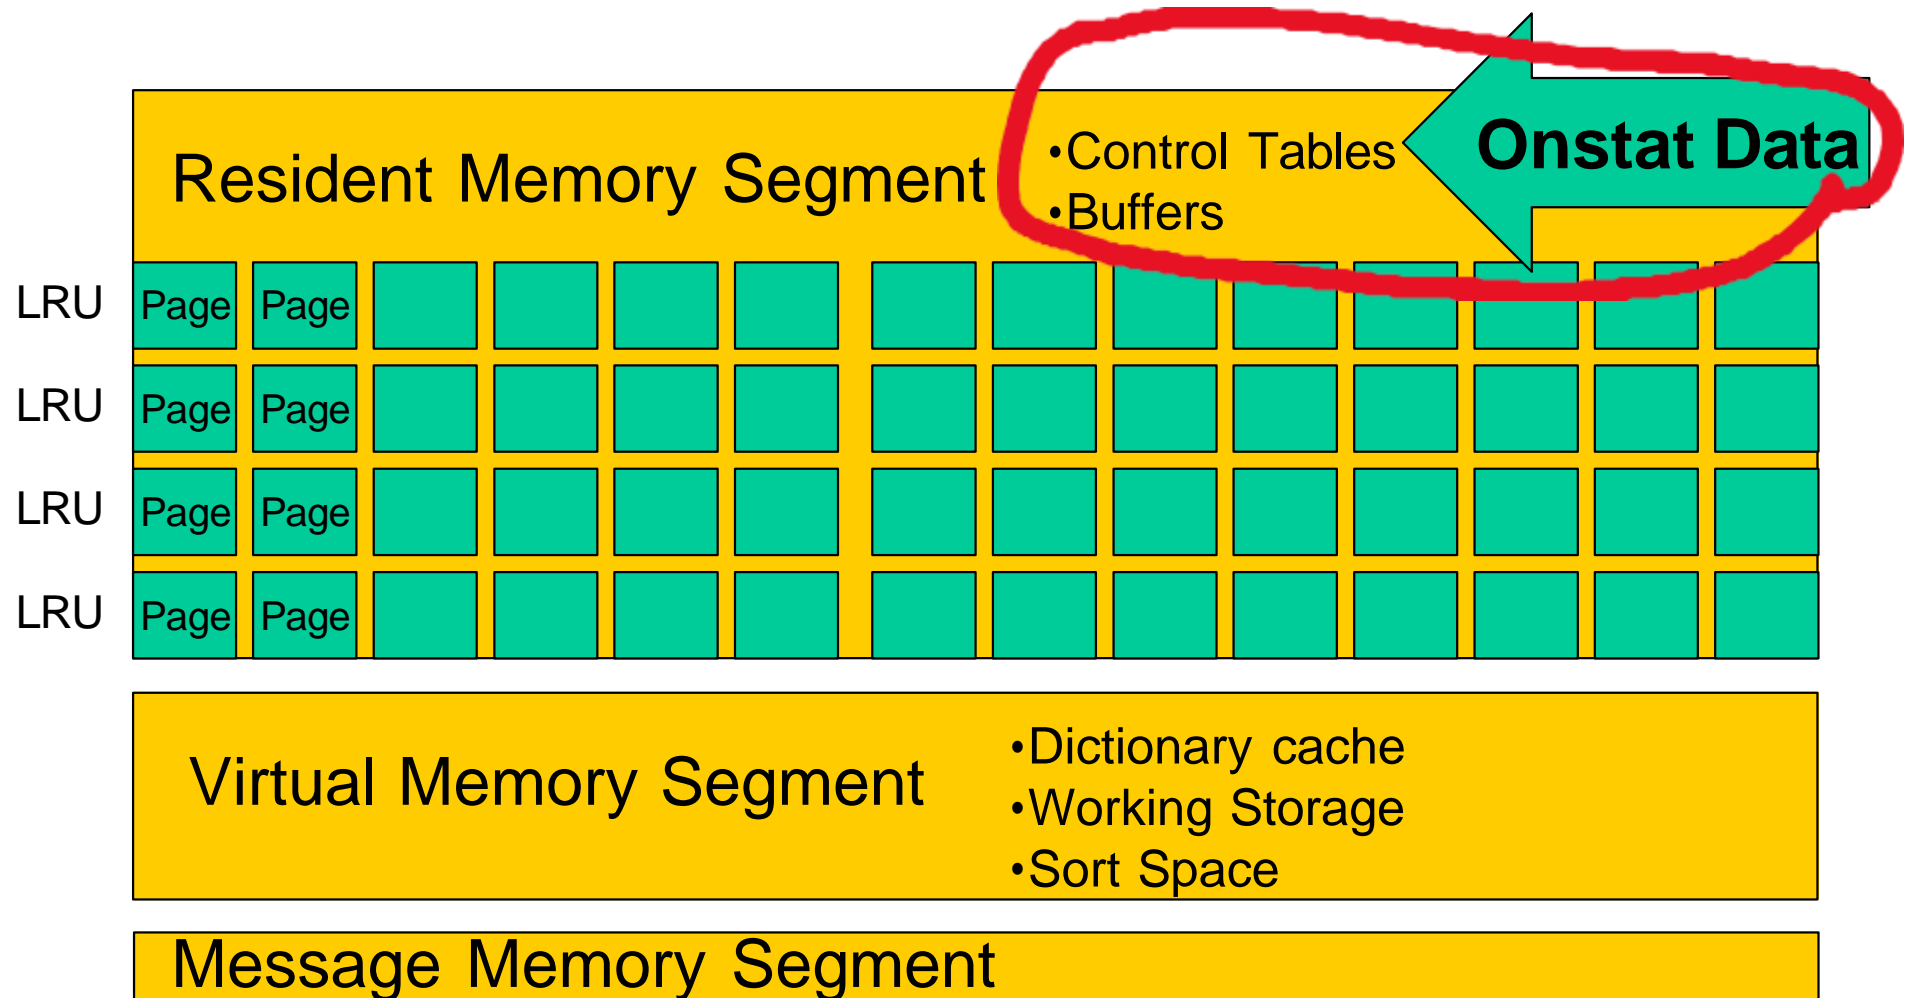 Resident Memory Segment
•Control Tables
•Buffers
Onstat Data
LRU Page Page
LRU Page Page
LRU Page Page
LRU Page Page
Virtual Memory Segment
•Dictionary cache
•Working Storage
•Sort Space
Message Memory Segment